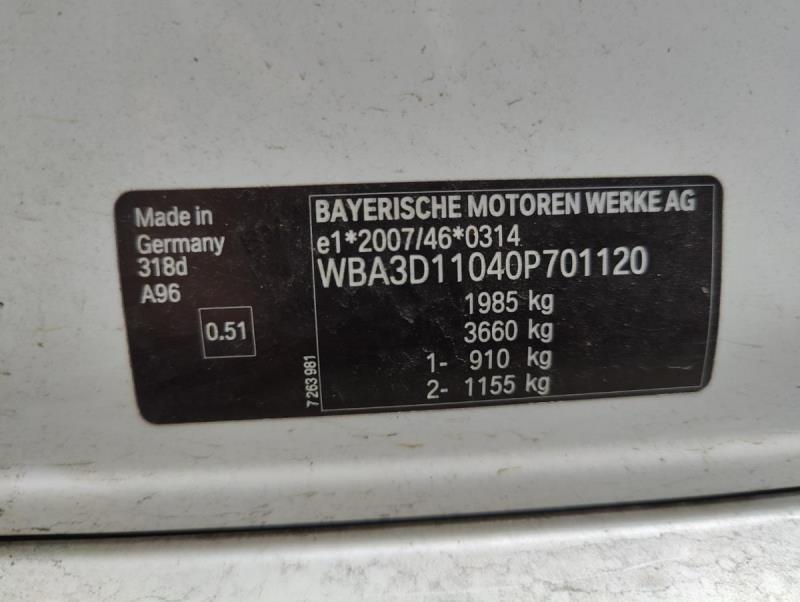 Made in
Germany
318d
A96
0.51
7 263 981
BAYERISCHE MOTOREN WERKE AG
e1*2007/46*0314
WBA3D11040P701120
1985 kg
3660 kg
1- 910 kg
2- 1155 kg